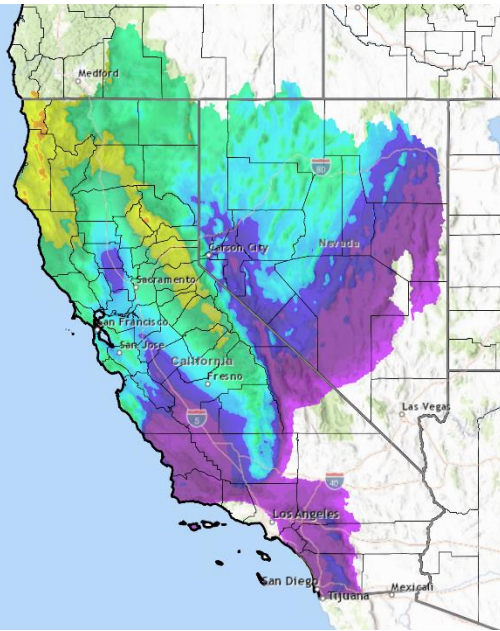 Medford
80
Carson City
Nevada
Sacramento
San Francisco
San Jose
California
Fresno
Las Vegas
5
40
Los Angeles
San Diego
Tijuana
Mexicali